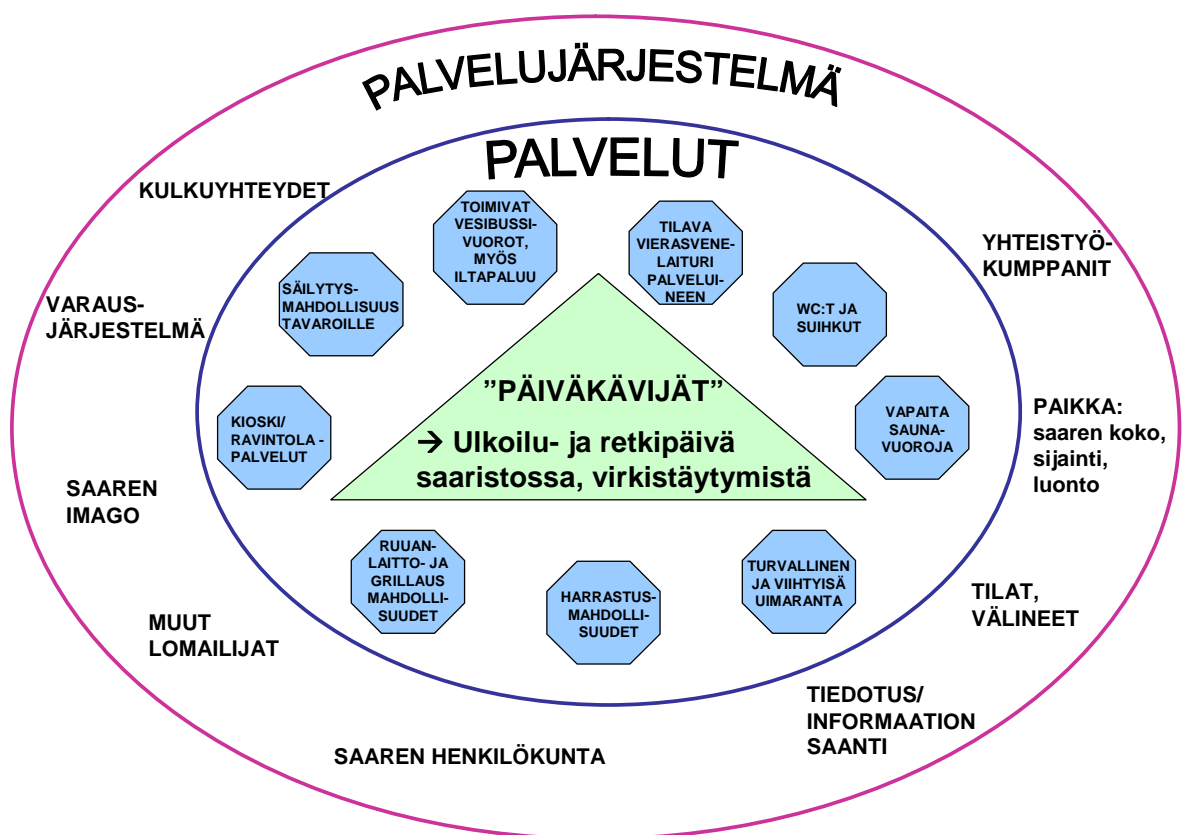 PALVELUJÄRJESTELMÄ
PALVELUT
KULKUYHTEYDET
TOIMIVAT
VESIBUSSI-
VUOROT,
MYÖS
ILTAPALUU
TILAVA
VIERASVENE-
LAITURI
PALVELUI-
NEEN
YHTEISTYÖ-
KUMPPANIT
SÄILYTYS-
MAHDOLLISUUS
TAVAROILLE
WC:T JA
SUIHKUT
VARAUS-
JÄRJESTELMÄ
"PÄIVÄKÄVIJÄT"
→ Ulkoilu- ja retkipäivä
saaristossa, virkistäytymistä
KIOSKI/
RAVINTOLA -
PALVELUT
VAPAITA
SAUNA-
VUOROJA
PAIKKA:
saaren koko,
sijainti,
luonto
SAAREN
IMAGO
RUUAN-
LAITTO- JA
GRILLAUS
MAHDOLLI-
SUUDET
HARRASTUS-
MAHDOLLI-
SUUDET
TURVALLINEN
JA VIIHTYISÄ
UIMARANTA
TILAT,
VÄLINEET
MUUT
LOMAILIJAT
TIEDOTUS/
INFORMAATION
SAANTI
SAAREN HENKILÖKUNTA